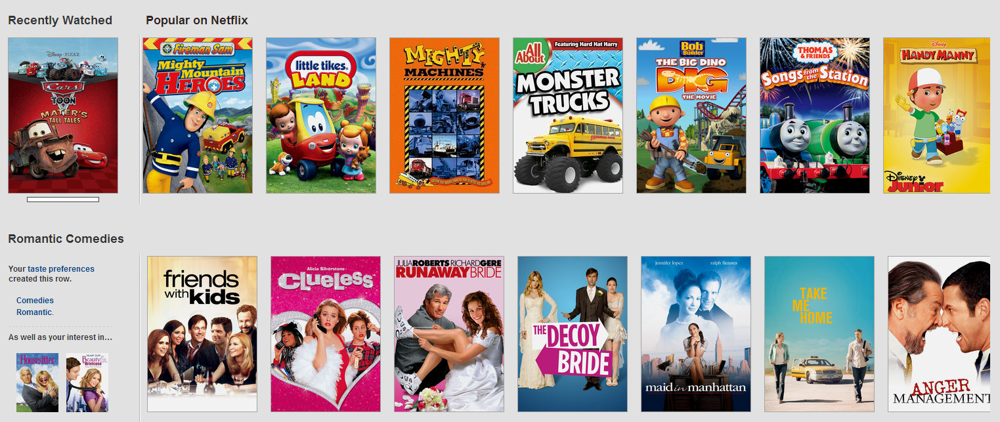 Recently Watched
Popular on Netflix
Disney · PIXAR
Cars
TOON
MATER'S
TALL TALES
Fireman Sam
Mighty
Mountain
HEROES
little tikes
LAND
MIGHTY
MACHINES
All
About
Featuring Hard Hat Harry
MONSTER
TRUCKS
Bob
the
Builder
THE BIG DINO
DIG
THE MOVIE
THOMAS
& FRIENDS
Songs from
the Station
Disney
HANDY MANNY
Disney
Junior
Romantic Comedies
Your taste preferences
created this row.
Comedies
Romantic.
As well as your interest in...
Housesitter
HILARY DUFF
Beauty &
the
Briefcase
friends
with kids
Alicia Silverstone
CLUELESS
JULIA ROBERTS RICHARD GERE
RUNAWAY BRIDE
THE DECOY
BRIDE
jennifer lopez ralph fiennes
maid in manhattan
TAKE
ME
HOME
ANGER
MANAGEMENT